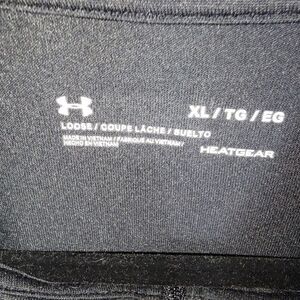 XL / TG / EG
LOOSE / COUPE LÂCHE / SUELTO
MADE IN VIETNAM / FABRIQUÉ AU VIETNAM /
HECHO EN VIETNAM
HEATGEAR